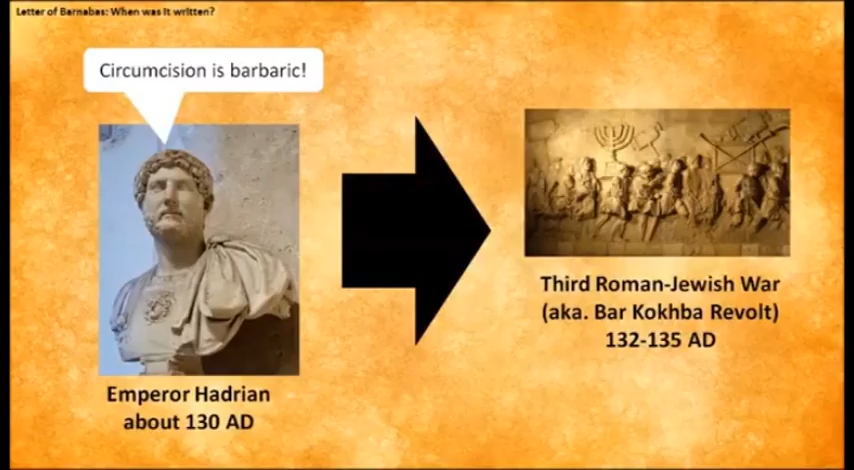 Letter of Barnabas: When was it written?
Circumcision is barbaric!
Emperor Hadrian
about 130 AD
Third Roman-Jewish War
(aka. Bar Kokhba Revolt)
132-135 AD